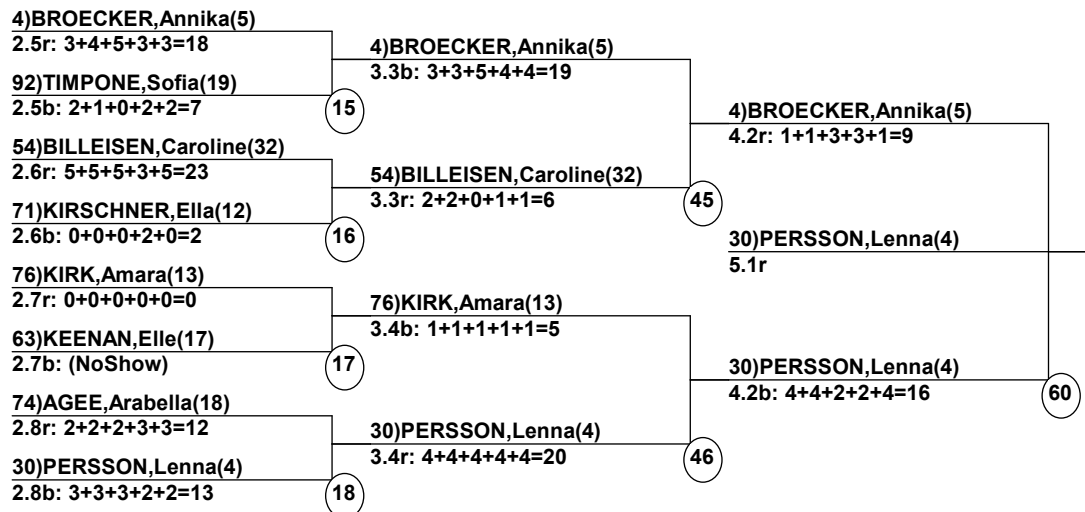 4)BROECKER,Annika(5)
2.5r: 3+4+5+3+3=18
92)TIMPONE,Sofia(19)
2.5b: 2+1+0+2+2=7
15
54)BILLEISEN,Caroline(32)
2.6r: 5+5+5+3+5=23
71)KIRSCHNER,Ella(12)
2.6b: 0+0+0+2+0=2
16
76)KIRK,Amara(13)
2.7r: 0+0+0+0+0=0
63)KEENAN,Elle(17)
2.7b: (NoShow)
17
74)AGEE,Arabella(18)
2.8r: 2+2+2+3+3=12
30)PERSSON,Lenna(4)
2.8b: 3+3+3+2+2=13
18
4)BROECKER,Annika(5)
3.3b: 3+3+5+4+4=19
54)BILLEISEN,Caroline(32)
3.3r: 2+2+0+1+1=6
45
76)KIRK,Amara(13)
3.4b: 1+1+1+1+1=5
30)PERSSON,Lenna(4)
3.4r: 4+4+4+4+4=20
46
4)BROECKER,Annika(5)
4.2r: 1+1+3+3+1=9
30)PERSSON,Lenna(4)
4.2b: 4+4+2+2+4=16
60
30)PERSSON,Lenna(4)
5.1r